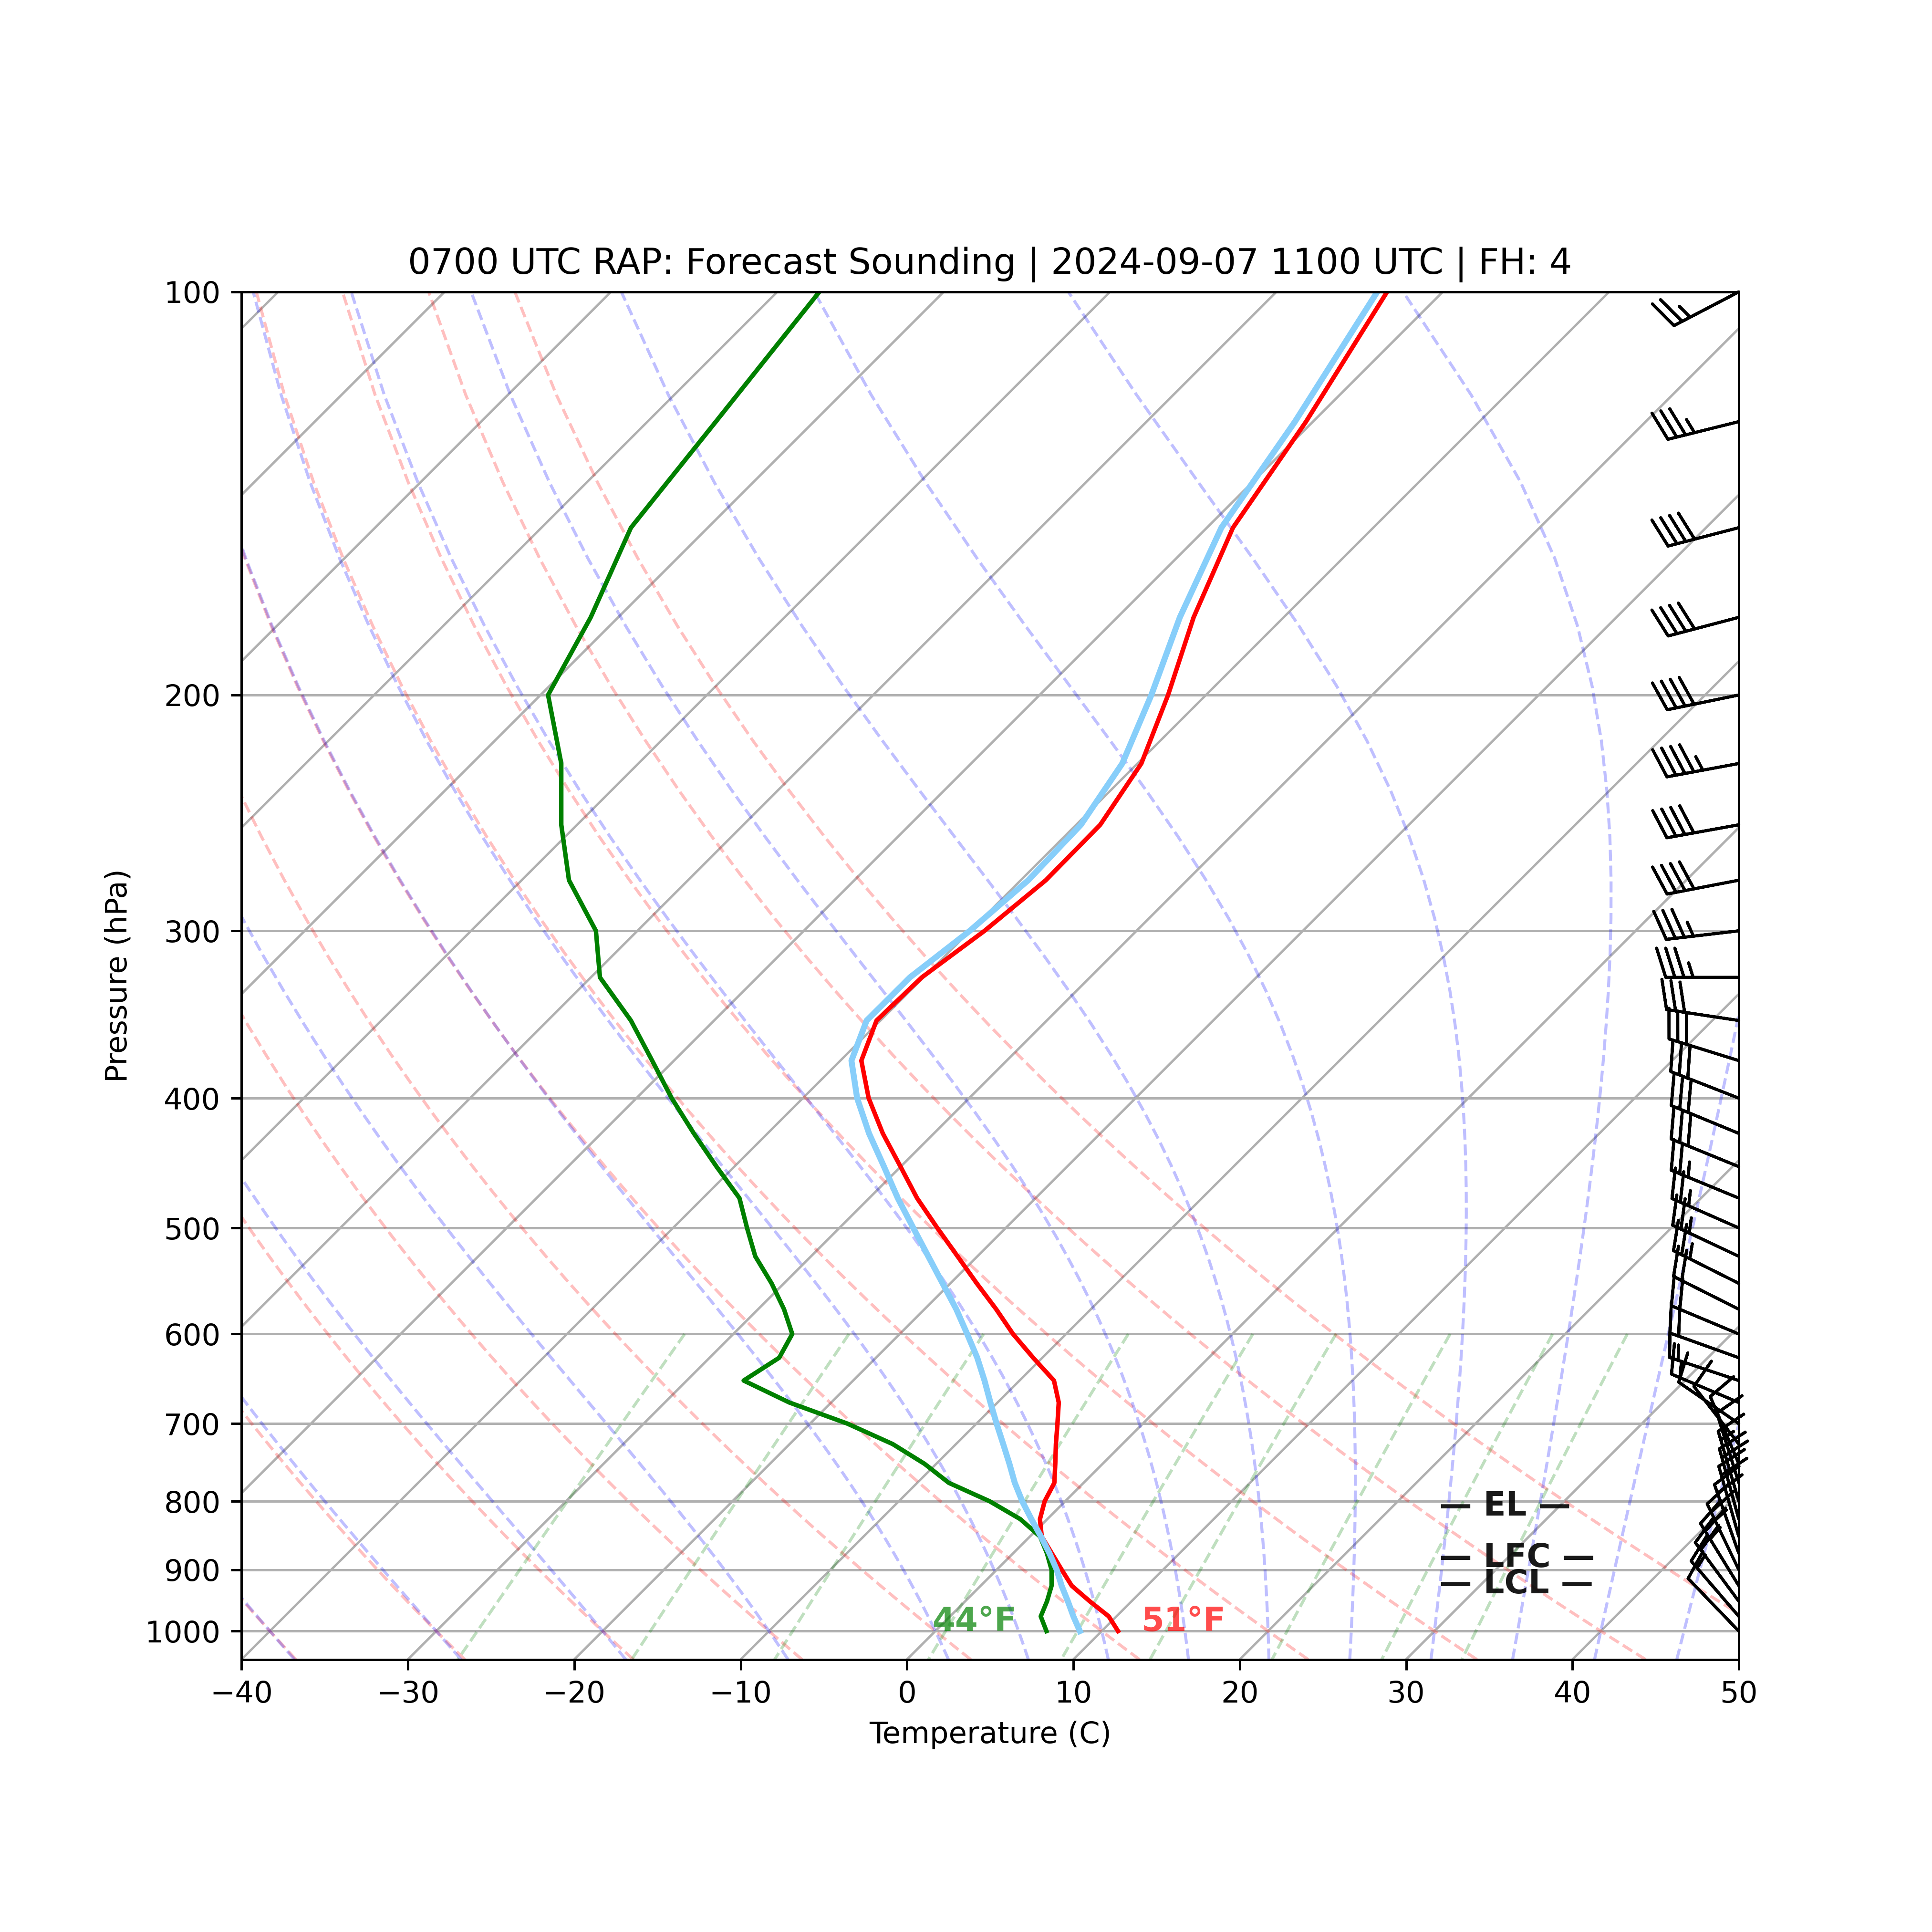 0700 UTC RAP: Forecast Sounding | 2024-09-07 1100 UTC | FH: 4
100
200
300
400
500
600
700
800
900
1000
Pressure (hPa)
— EL —
— LFC —
— LCL —
44°F 51°F
−40 −30 −20 −10 0 10 20 30 40 50
Temperature (C)